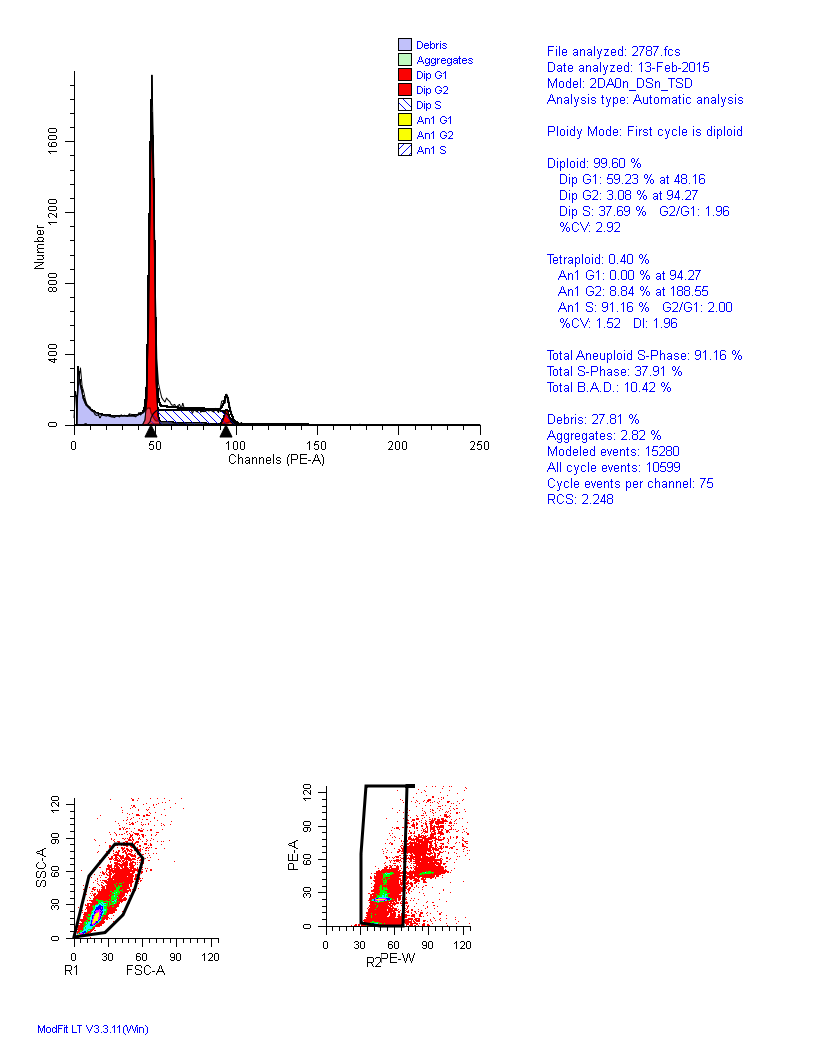 Debris
Aggregates
Dip G1
Dip G2
Dip S
An1 G1
An1 G2
An1 S
Number
0
400
800
1200
1600
0
50
100
150
200
250
Channels (PE-A)
File analyzed: 2787.fcs
Date analyzed: 13-Feb-2015
Model: 2DA0n_DSn_TSD
Analysis type: Automatic analysis
Ploidy Mode: First cycle is diploid
Diploid: 99.60 %
Dip G1: 59.23 % at 48.16
Dip G2: 3.08 % at 94.27
Dip S: 37.69 % G2/G1: 1.96
%CV: 2.92
Tetraploid: 0.40 %
An1 G1: 0.00 % at 94.27
An1 G2: 8.84 % at 188.55
An1 S: 91.16 % G2/G1: 2.00
%CV: 1.52 DI: 1.96
Total Aneuploid S-Phase: 91.16 %
Total S-Phase: 37.91 %
Total B.A.D.: 10.42 %
Debris: 27.81 %
Aggregates: 2.82 %
Modeled events: 15280
All cycle events: 10599
Cycle events per channel: 75
RCS: 2.248
SSC-A
0
30
60
90
120
0
30
60
90
120
R1
FSC-A
PE-A
0
30
60
90
120
0
30
60
90
120
R2
PE-W
ModFit LT V3.3.11(Win)